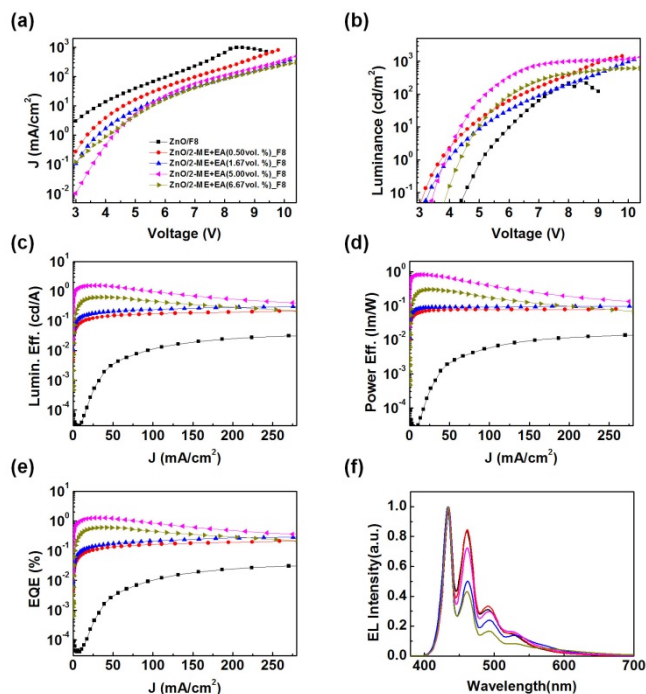 (a)
10³
10²
10¹
10⁰
10⁻¹
10⁻²
J (mA/cm²)
ZnO/F8
ZnO/2-ME+EA(0.50vol. %)_F8
ZnO/2-ME+EA(1.67vol. %)_F8
ZnO/2-ME+EA(5.00vol. %)_F8
ZnO/2-ME+EA(6.67vol. %)_F8
3 4 5 6 7 8 9 10
Voltage (V)
(b)
10⁴
10³
10²
10¹
10⁰
10⁻¹
Luminance (cd/m²)
3 4 5 6 7 8 9 10
Voltage (V)
(c)
10¹
10⁰
10⁻¹
10⁻²
10⁻³
10⁻⁴
Lumin. Eff. (cd/A)
0 50 100 150 200 250
J (mA/cm²)
(d)
10⁰
10⁻¹
10⁻²
10⁻³
10⁻⁴
Power Eff. (lm/W)
0 50 100 150 200 250
J (mA/cm²)
(e)
10¹
10⁰
10⁻¹
10⁻²
10⁻³
10⁻⁴
EQE (%)
0 50 100 150 200 250
J (mA/cm²)
(f)
1.0
0.8
0.6
0.4
0.2
0.0
EL Intensity(a.u.)
400 500 600 700
Wavelength(nm)